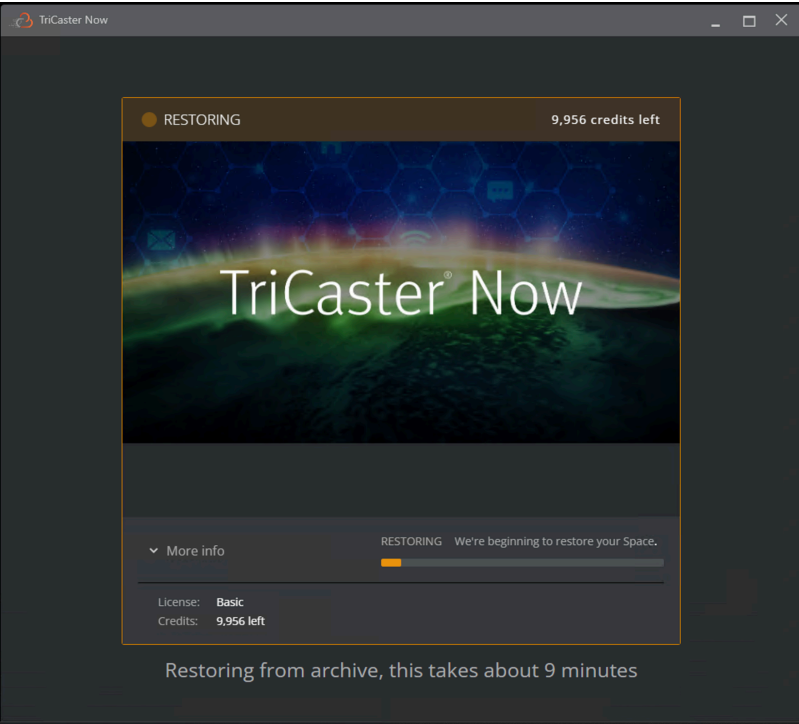 TriCaster Now
RESTORING 9,956 credits left
TriCaster® Now
More info
RESTORING We're beginning to restore your Space.
License: Basic
Credits: 9,956 left
Restoring from archive, this takes about 9 minutes